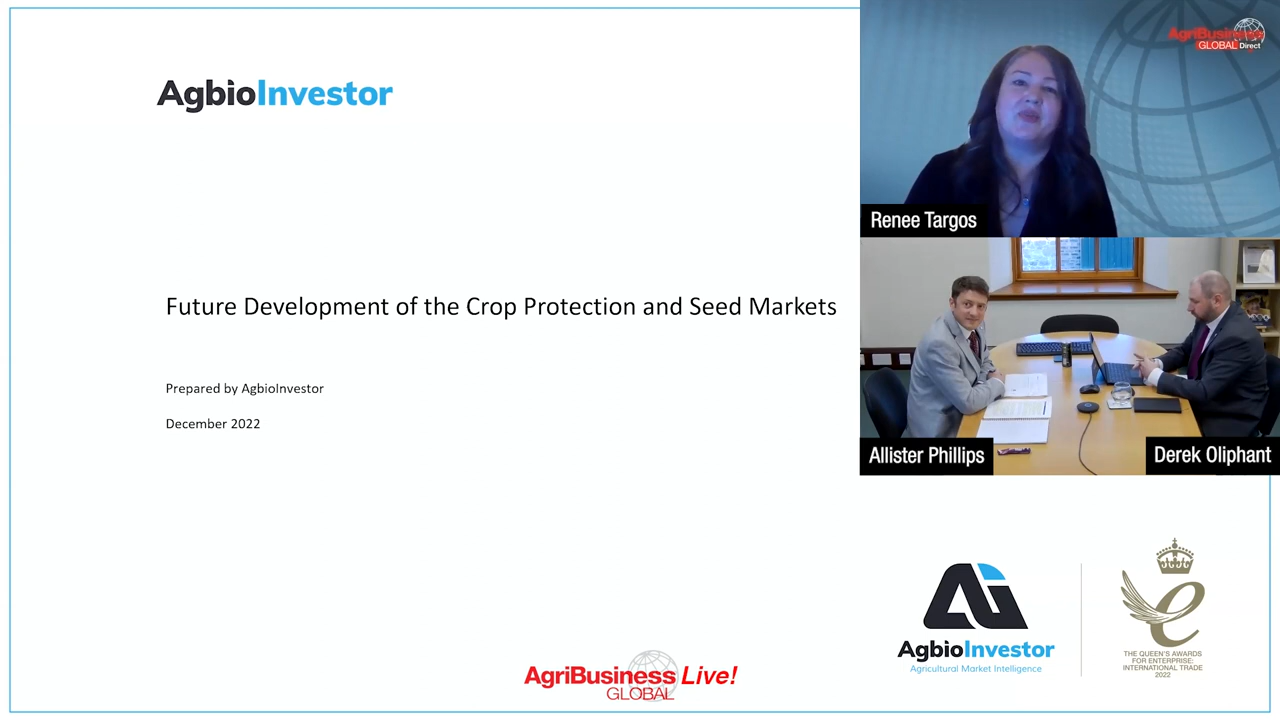 AgbioInvestor
Future Development of the Crop Protection and Seed Markets
Prepared by AgbioInvestor
December 2022
AgriBusiness
GLOBAL Direct
Renee Targos
Allister Phillips
Derek Oliphant
AgbioInvestor
Agricultural Market Intelligence
THE QUEEN'S AWARDS
FOR ENTERPRISE:
INTERNATIONAL TRADE
2022
AgriBusiness Live!
GLOBAL